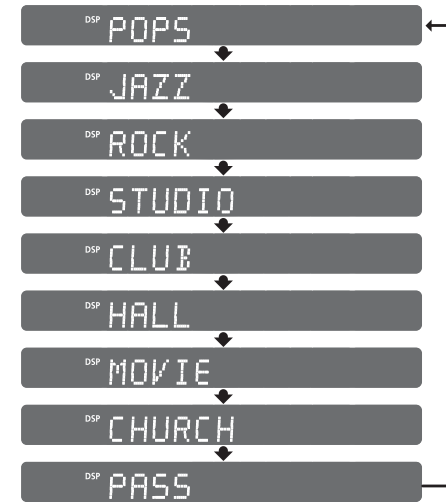 DSP POPS
DSP JAZZ
DSP ROCK
DSP STUDIO
DSP CLUB
DSP HALL
DSP MOVIE
DSP CHURCH
DSP PASS